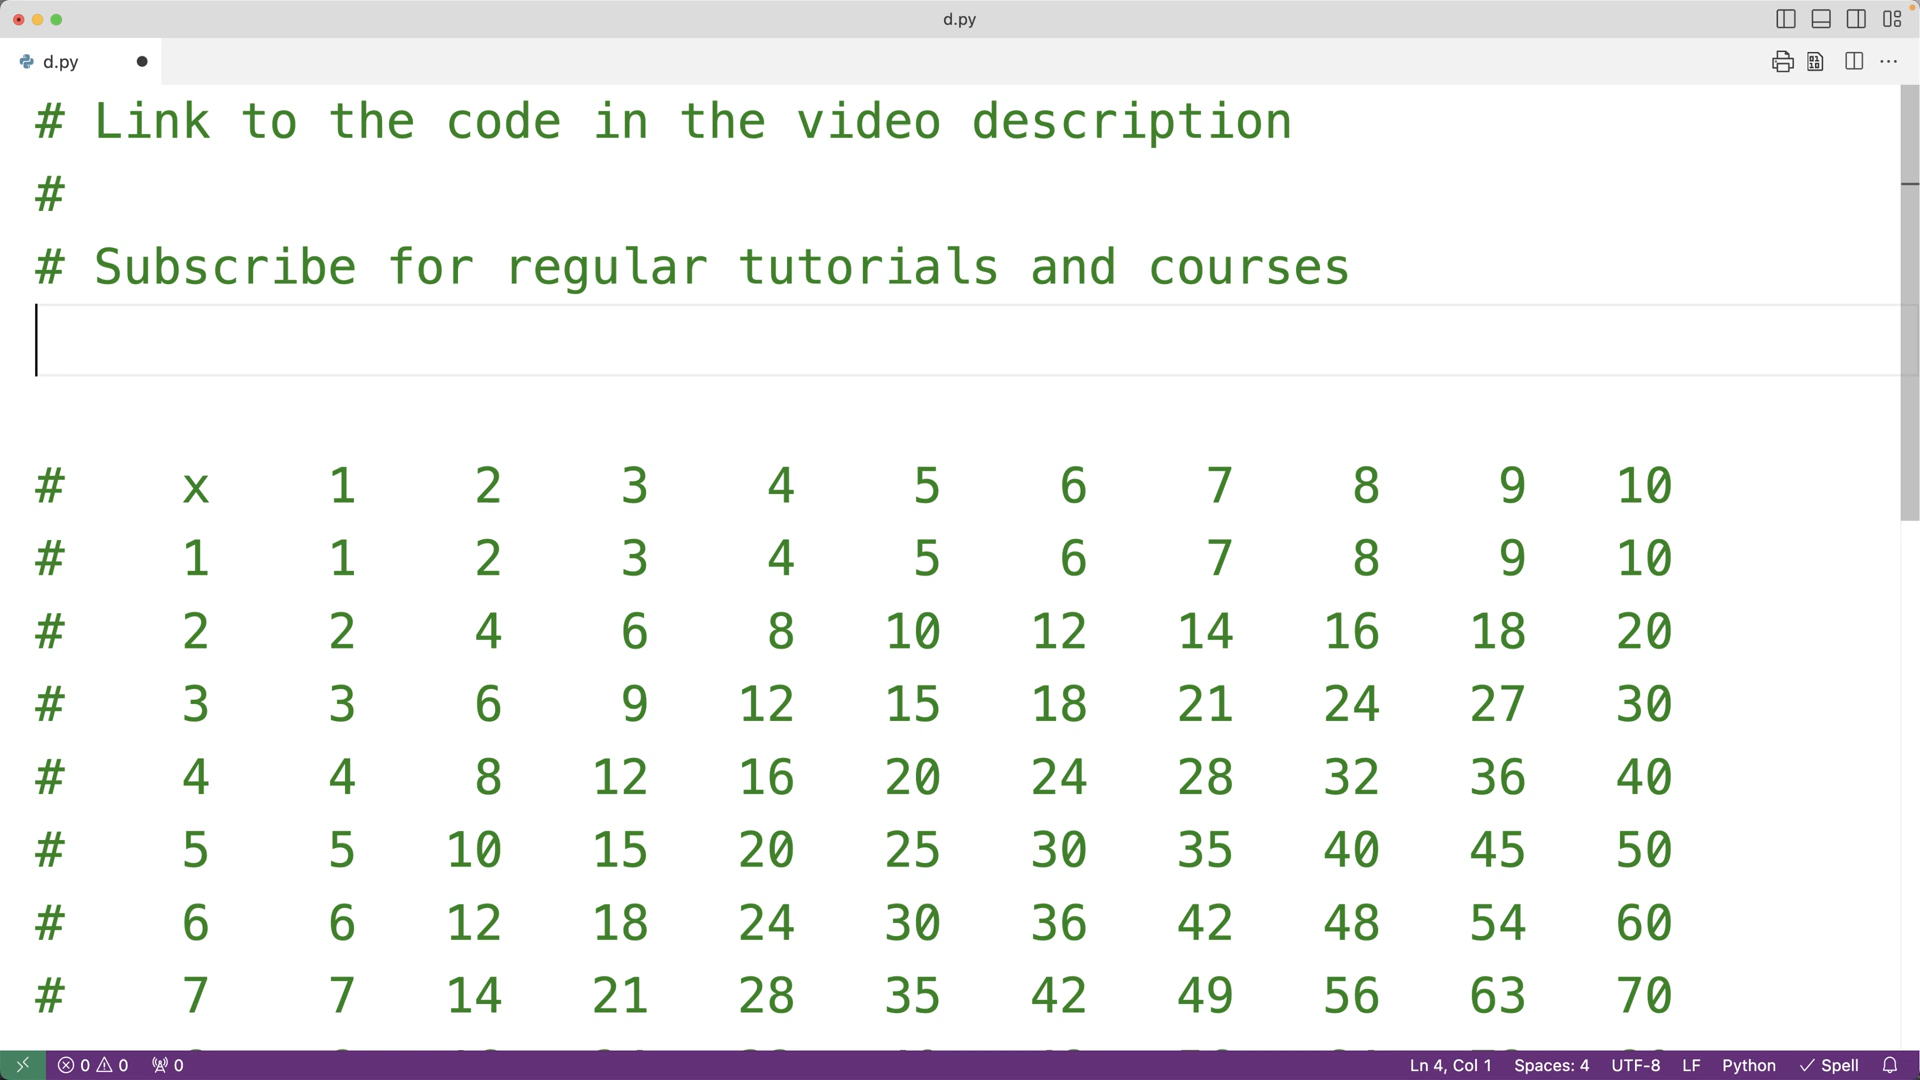 d.py
d.py
# Link to the code in the video description
#
# Subscribe for regular tutorials and courses
# x 1 2 3 4 5 6 7 8 9 10
# 1 1 2 3 4 5 6 7 8 9 10
# 2 2 4 6 8 10 12 14 16 18 20
# 3 3 6 9 12 15 18 21 24 27 30
# 4 4 8 12 16 20 24 28 32 36 40
# 5 5 10 15 20 25 30 35 40 45 50
# 6 6 12 18 24 30 36 42 48 54 60
# 7 7 14 21 28 35 42 49 56 63 70
0 0 0 Ln 4, Col 1 Spaces: 4 UTF-8 LF Python Spell